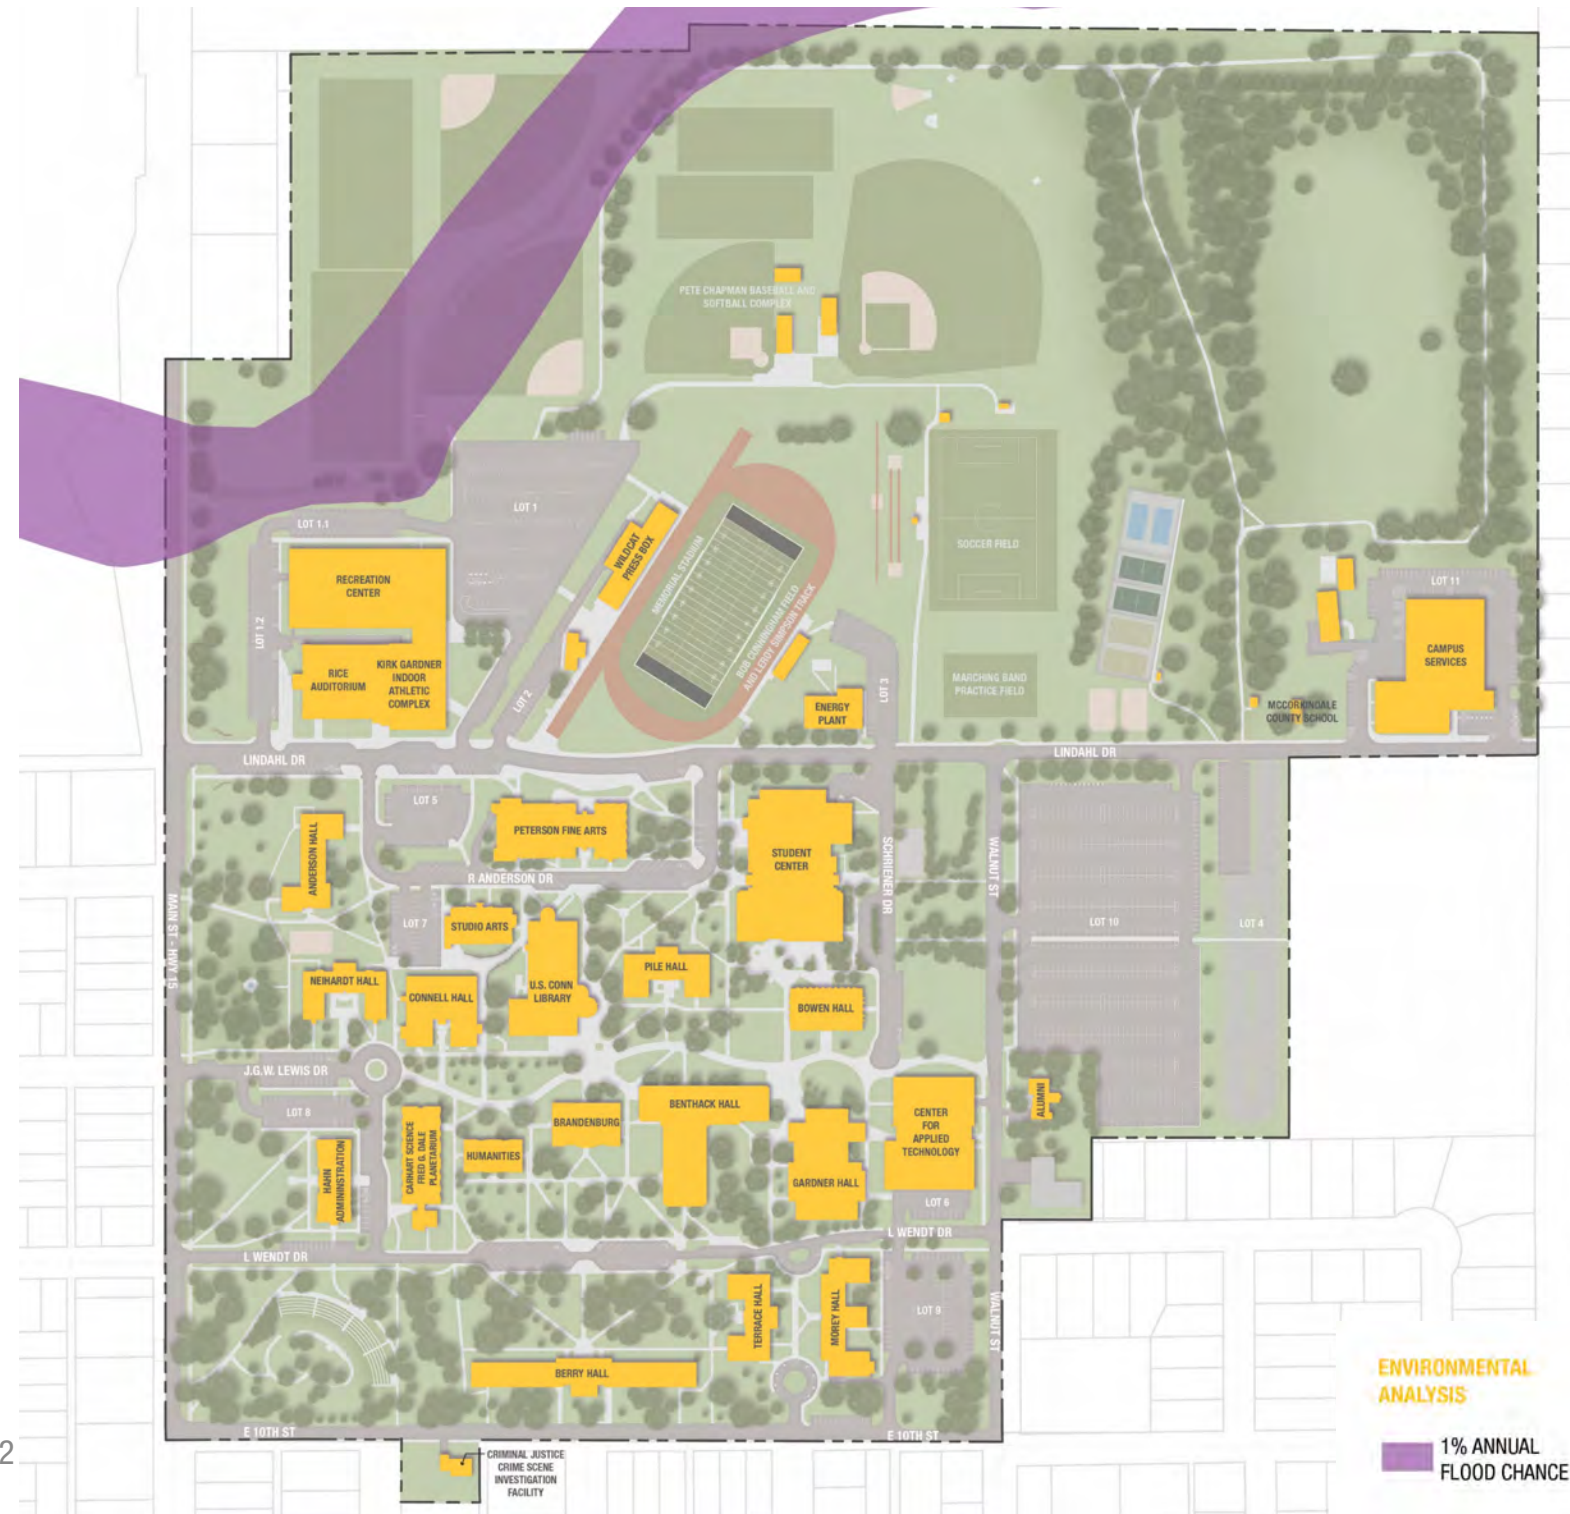 PETE CHAPMAN BASEBALL AND
SOFTBALL COMPLEX
LOT 1
LOT 1.1
WILDCAT
PRESS BOX
MEMORIAL STADIUM
SOCCER FIELD
BOB CUNNINGHAM FIELD
AND LEROY SIMPSON TRACK
RECREATION
CENTER
LOT 1.2
RICE
AUDITORIUM
KIRK GARDNER
INDOOR
ATHLETIC
COMPLEX
LOT 2
LOT 3
ENERGY
PLANT
MARCHING BAND
PRACTICE FIELD
LOT 11
CAMPUS
SERVICES
MCCORKINDALE
COUNTY SCHOOL
LINDAHL DR
LINDAHL DR
LOT 5
PETERSON FINE ARTS
ANDERSON HALL
STUDENT
CENTER
SCHRIENER DR
WALNUT ST
R ANDERSON DR
MAIN ST - HWY 15
LOT 7
STUDIO ARTS
LOT 10
LOT 4
NEIHARDT HALL
CONNELL HALL
U.S. CONN
LIBRARY
PILE HALL
BOWEN HALL
J.G.W. LEWIS DR
LOT 8
BENTHACK HALL
BRANDENBURG
CENTER
FOR
APPLIED
TECHNOLOGY
ALUMNI
HAHN
ADMININSTRATION
CARHART SCIENCE
FRED G. DALE
PLANETARIUM
HUMANITIES
GARDNER HALL
LOT 6
L WENDT DR
L WENDT DR
TERRACE HALL
MOREY HALL
LOT 9
WALNUT ST
BERRY HALL
E 10TH ST
E 10TH ST
CRIMINAL JUSTICE
CRIME SCENE
INVESTIGATION
FACILITY
ENVIRONMENTAL
ANALYSIS
1% ANNUAL
FLOOD CHANCE
2